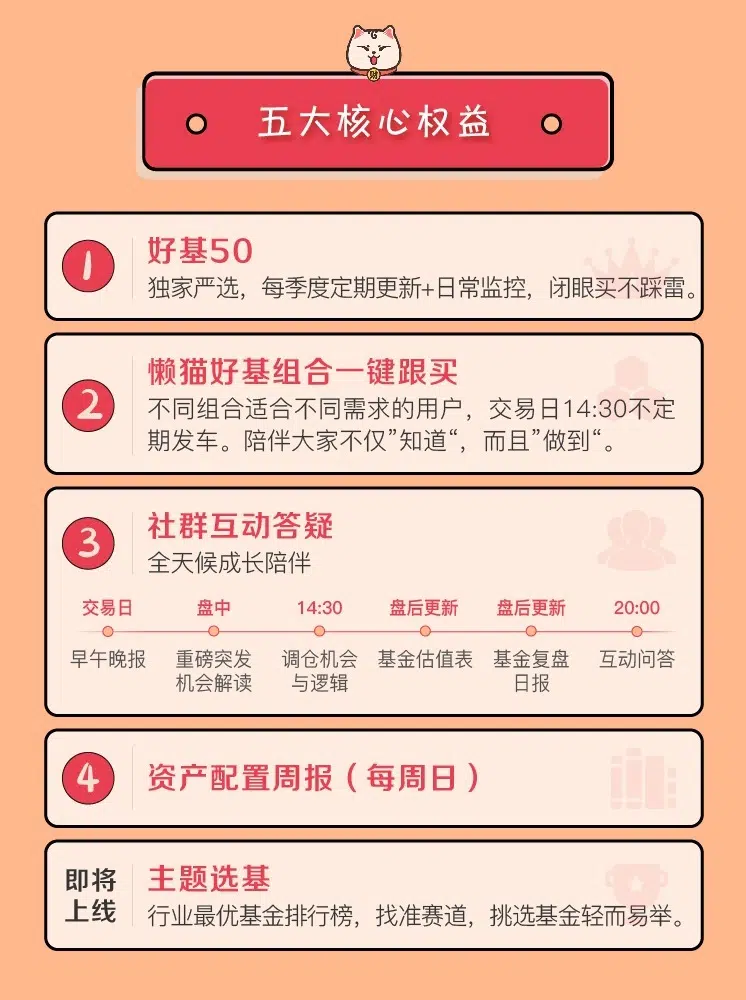 财
五大核心权益
1
好基50
独家严选，每季度定期更新+日常监控，闭眼买不踩雷。
2
懒猫好基组合一键跟买
不同组合适合不同需求的用户，交易日14:30不定
期发车。陪伴大家不仅”知道“，而且”做到“。
3
社群互动答疑
全天候成长陪伴
交易日 盘中 14:30 盘后更新 盘后更新 20:00
早午晚报 重磅突发 调仓机会 基金估值表 基金复盘 互动问答
机会解读 与逻辑 日报
4
资产配置周报（每周日）
即将
上线
主题选基
行业最优基金排行榜，找准赛道，挑选基金轻而易举。